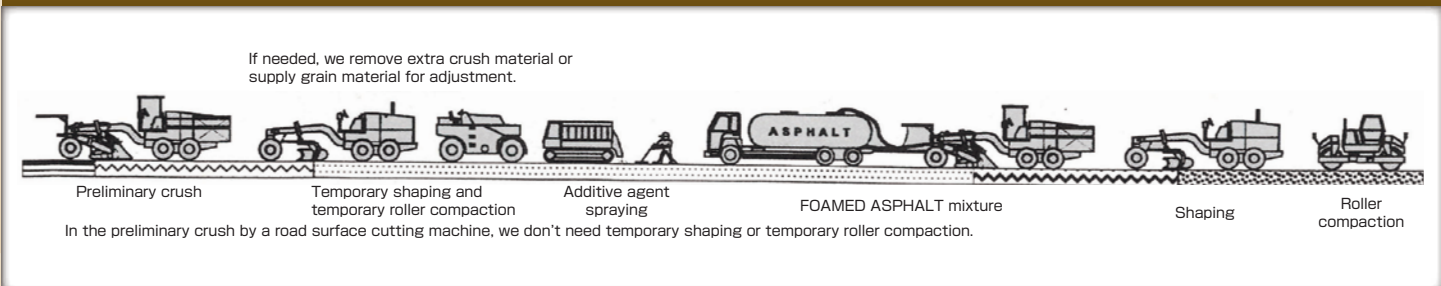 If needed, we remove extra crush material or
supply grain material for adjustment.
ASPHALT
Preliminary crush
Temporary shaping and
temporary roller compaction
Additive agent
spraying
FOAMED ASPHALT mixture
Shaping
Roller
compaction
In the preliminary crush by a road surface cutting machine, we don't need temporary shaping or temporary roller compaction.